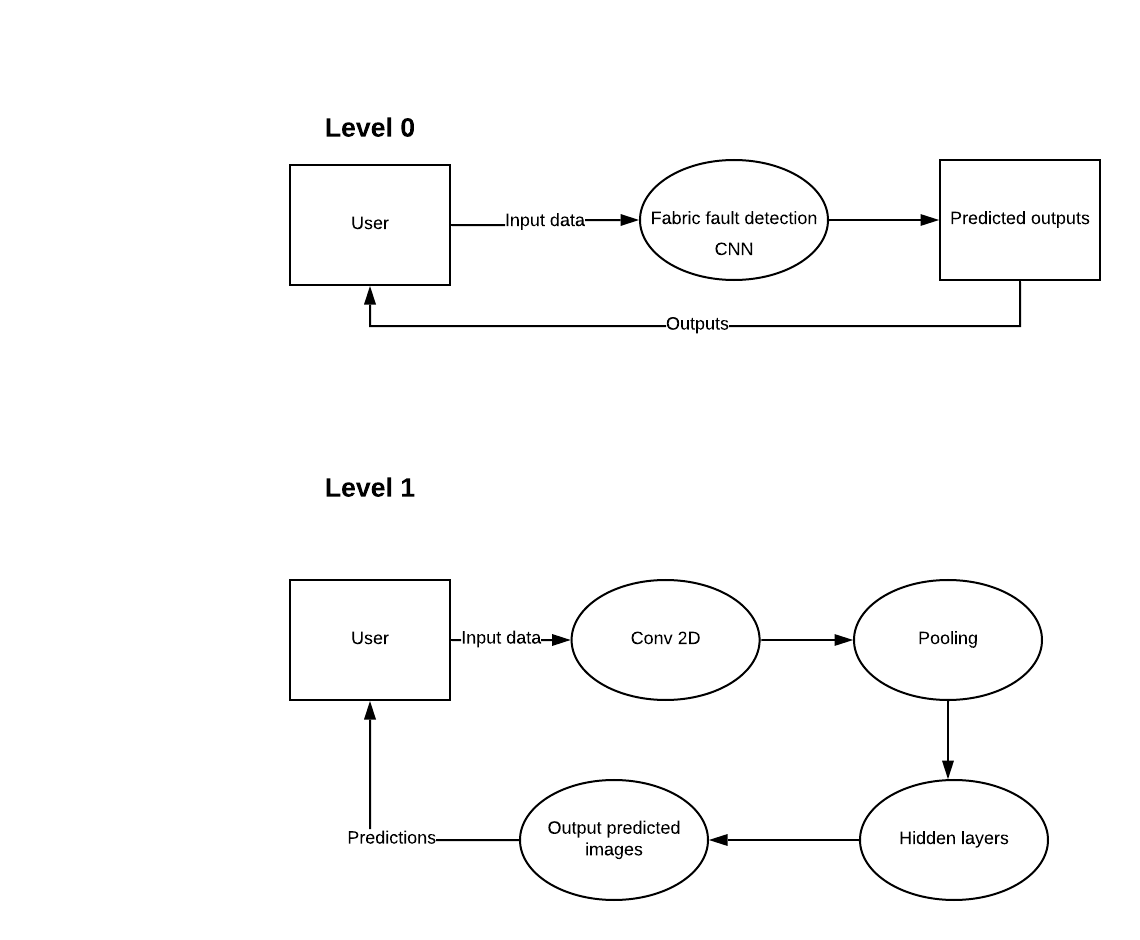 Level 0
User
Input data
Fabric fault detection
CNN
Predicted outputs
Outputs
Level 1
User
Input data
Conv 2D
Pooling
Hidden layers
Output predicted
images
Predictions